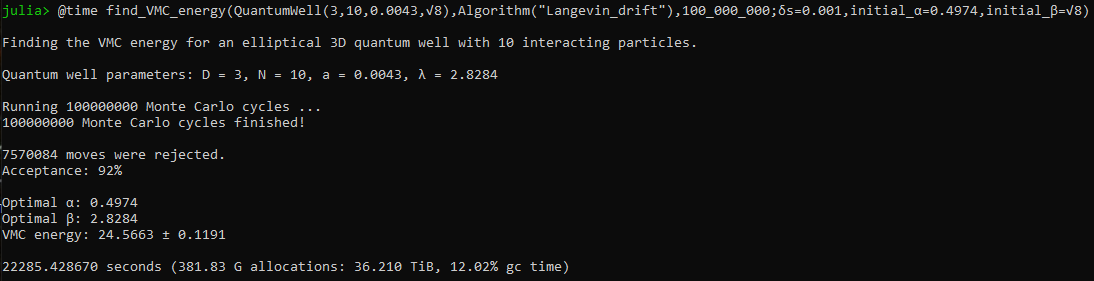 julia> @time find_VMC_energy(QuantumWell(3,10,0.0043,√8),Algorithm("Langevin_drift"),100_000_000;δs=0.001,initial_α=0.4974,initial_β=√8)
Finding the VMC energy for an elliptical 3D quantum well with 10 interacting particles.
Quantum well parameters: D = 3, N = 10, a = 0.0043, λ = 2.8284
Running 100000000 Monte Carlo cycles ...
100000000 Monte Carlo cycles finished!
7570084 moves were rejected.
Acceptance: 92%
Optimal α: 0.4974
Optimal β: 2.8284
VMC energy: 24.5663 ± 0.1191
22285.428670 seconds (381.83 G allocations: 36.210 TiB, 12.02% gc time)